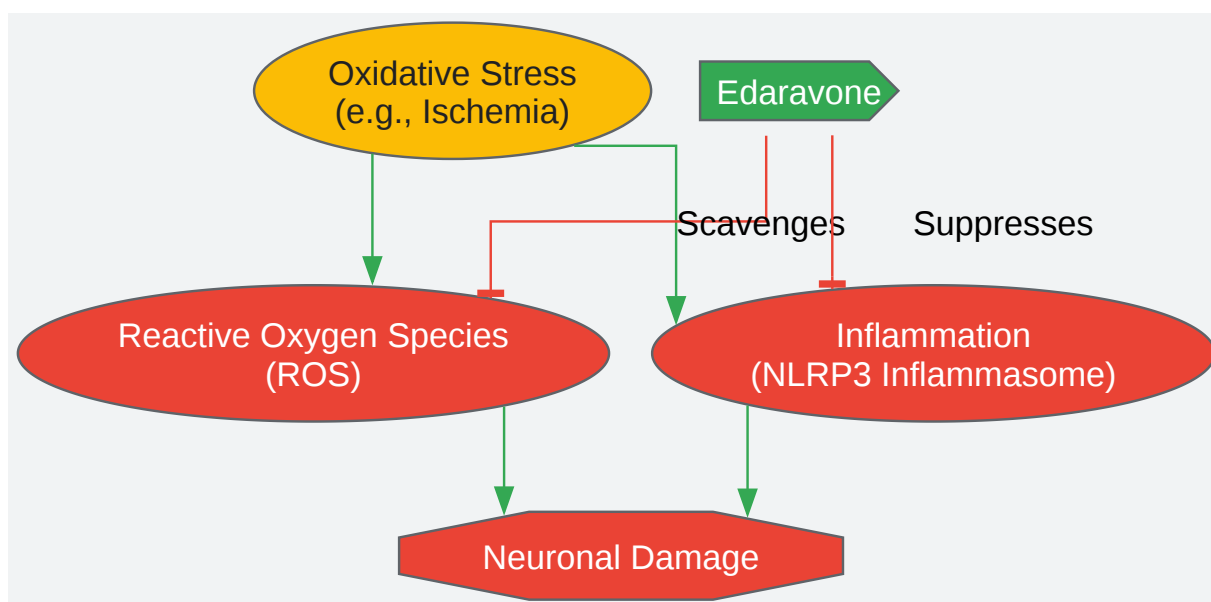 Oxidative Stress
(e.g., Ischemia)
Edaravone
Scavenges
Suppresses
Reactive Oxygen Species
(ROS)
Inflammation
(NLRP3 Inflammasome)
Neuronal Damage